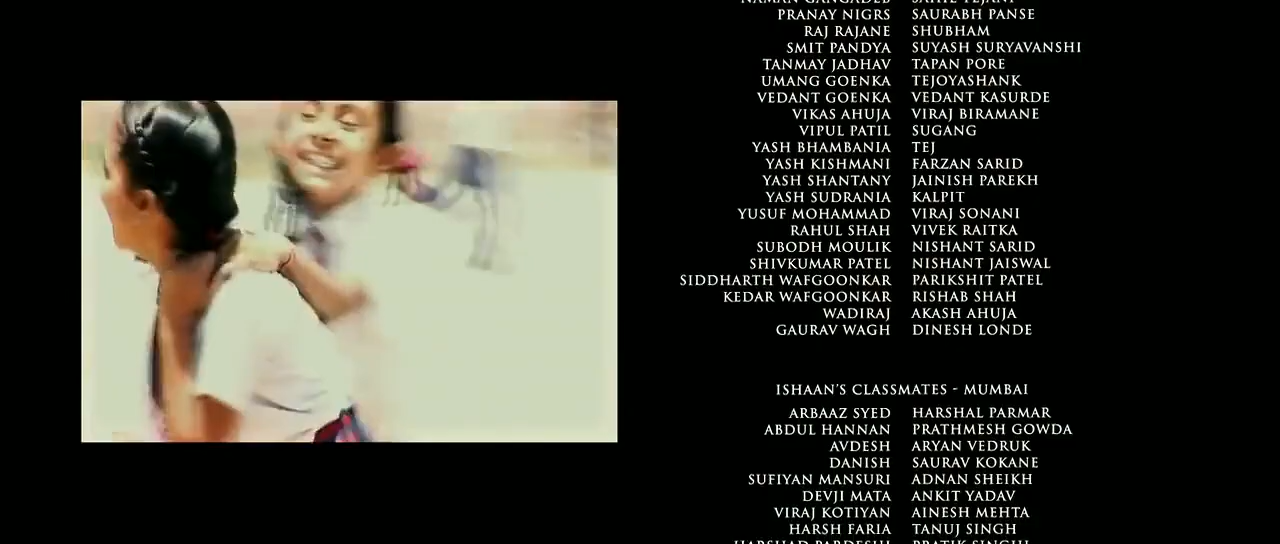 PRANAY NIGRS SAURABH PANSE
RAJ RAJANE SHUBHAM
SMIT PANDYA SUYASH SURYAVANSHI
TANMAY JADHAV TAPAN PORE
UMANG GOENKA TEJOYASHANK
VEDANT GOENKA VEDANT KASURDE
VIKAS AHUJA VIRAJ BIRAMANE
VIPUL PATIL SUGANG
YASH BHAMBANIA TEJ
YASH KISHMANI FARZAN SARID
YASH SHANTANY JAINISH PAREKH
YASH SUDRANIA KALPIT
YUSUF MOHAMMAD VIRAJ SONANI
RAHUL SHAH VIVEK RAITKA
SUBODH MOULIK NISHANT SARID
SHIVKUMAR PATEL NISHANT JAISWAL
SIDDHARTH WAFGOONKAR PARIKSHIT PATEL
KEDAR WAFGOONKAR RISHAB SHAH
WADIRAJ AKASH AHUJA
GAURAV WAGH DINESH LONDE
ISHAAN'S CLASSMATES - MUMBAI
ARBAAZ SYED HARSHAL PARMAR
ABDUL HANNAN PRATHMESH GOWDA
AVDESH ARYAN VEDRUK
DANISH SAURAV KOKANE
SUFIYAN MANSURI ADNAN SHEIKH
DEVJI MATA ANKIT YADAV
VIRAJ KOTIYAN AINESH MEHTA
HARSH FARIA TANUJ SINGH